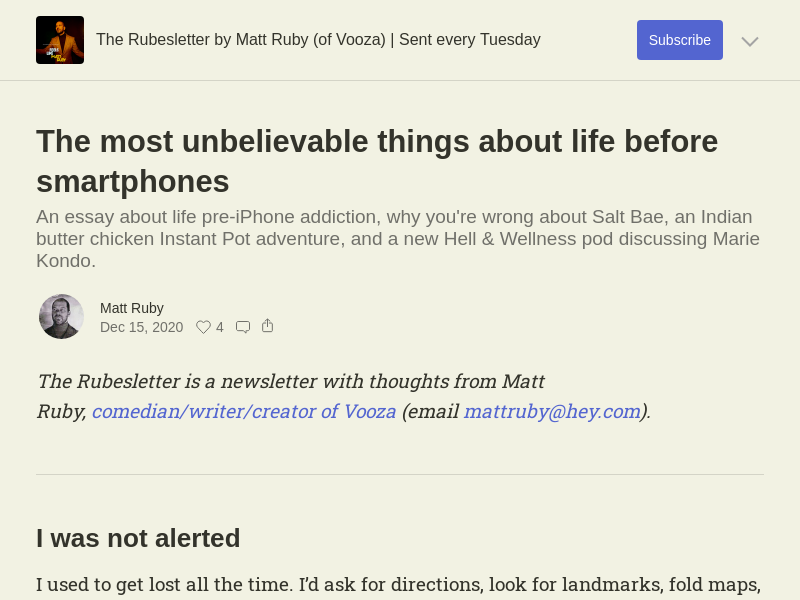 The Rubesletter by Matt Ruby (of Vooza) | Sent every Tuesday
Subscribe
The most unbelievable things about life before
smartphones
An essay about life pre-iPhone addiction, why you're wrong about Salt Bae, an Indian
butter chicken Instant Pot adventure, and a new Hell & Wellness pod discussing Marie
Kondo.
Matt Ruby
Dec 15, 2020 4
The Rubesletter is a newsletter with thoughts from Matt
Ruby, comedian/writer/creator of Vooza (email mattruby@hey.com).
I was not alerted
I used to get lost all the time. I’d ask for directions, look for landmarks, fold maps,